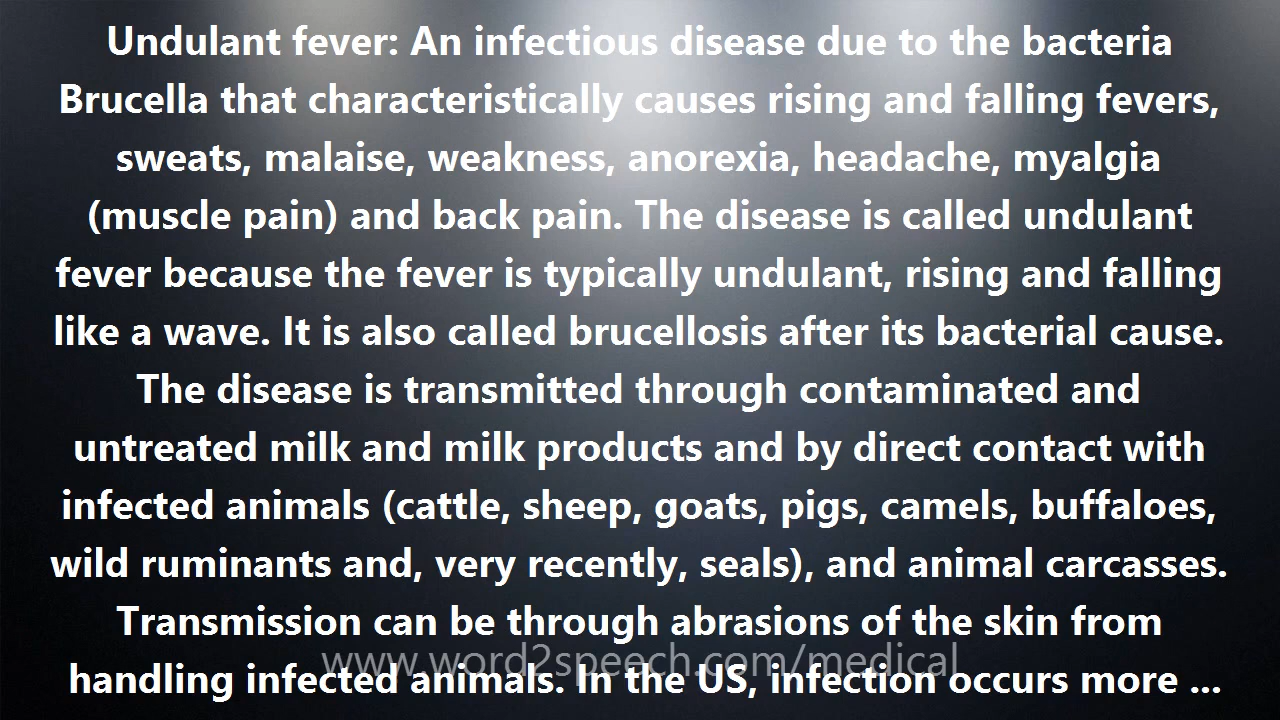 Undulant fever: An infectious disease due to the bacteria
Brucella that characteristically causes rising and falling fevers,
sweats, malaise, weakness, anorexia, headache, myalgia
(muscle pain) and back pain. The disease is called undulant
fever because the fever is typically undulant, rising and falling
like a wave. It is also called brucellosis after its bacterial cause.
The disease is transmitted through contaminated and
untreated milk and milk products and by direct contact with
infected animals (cattle, sheep, goats, pigs, camels, buffaloes,
wild ruminants and, very recently, seals), and animal carcasses.
Transmission can be through abrasions of the skin from
www.word2speech.com/medical
handling infected animals. In the US, infection occurs more ...